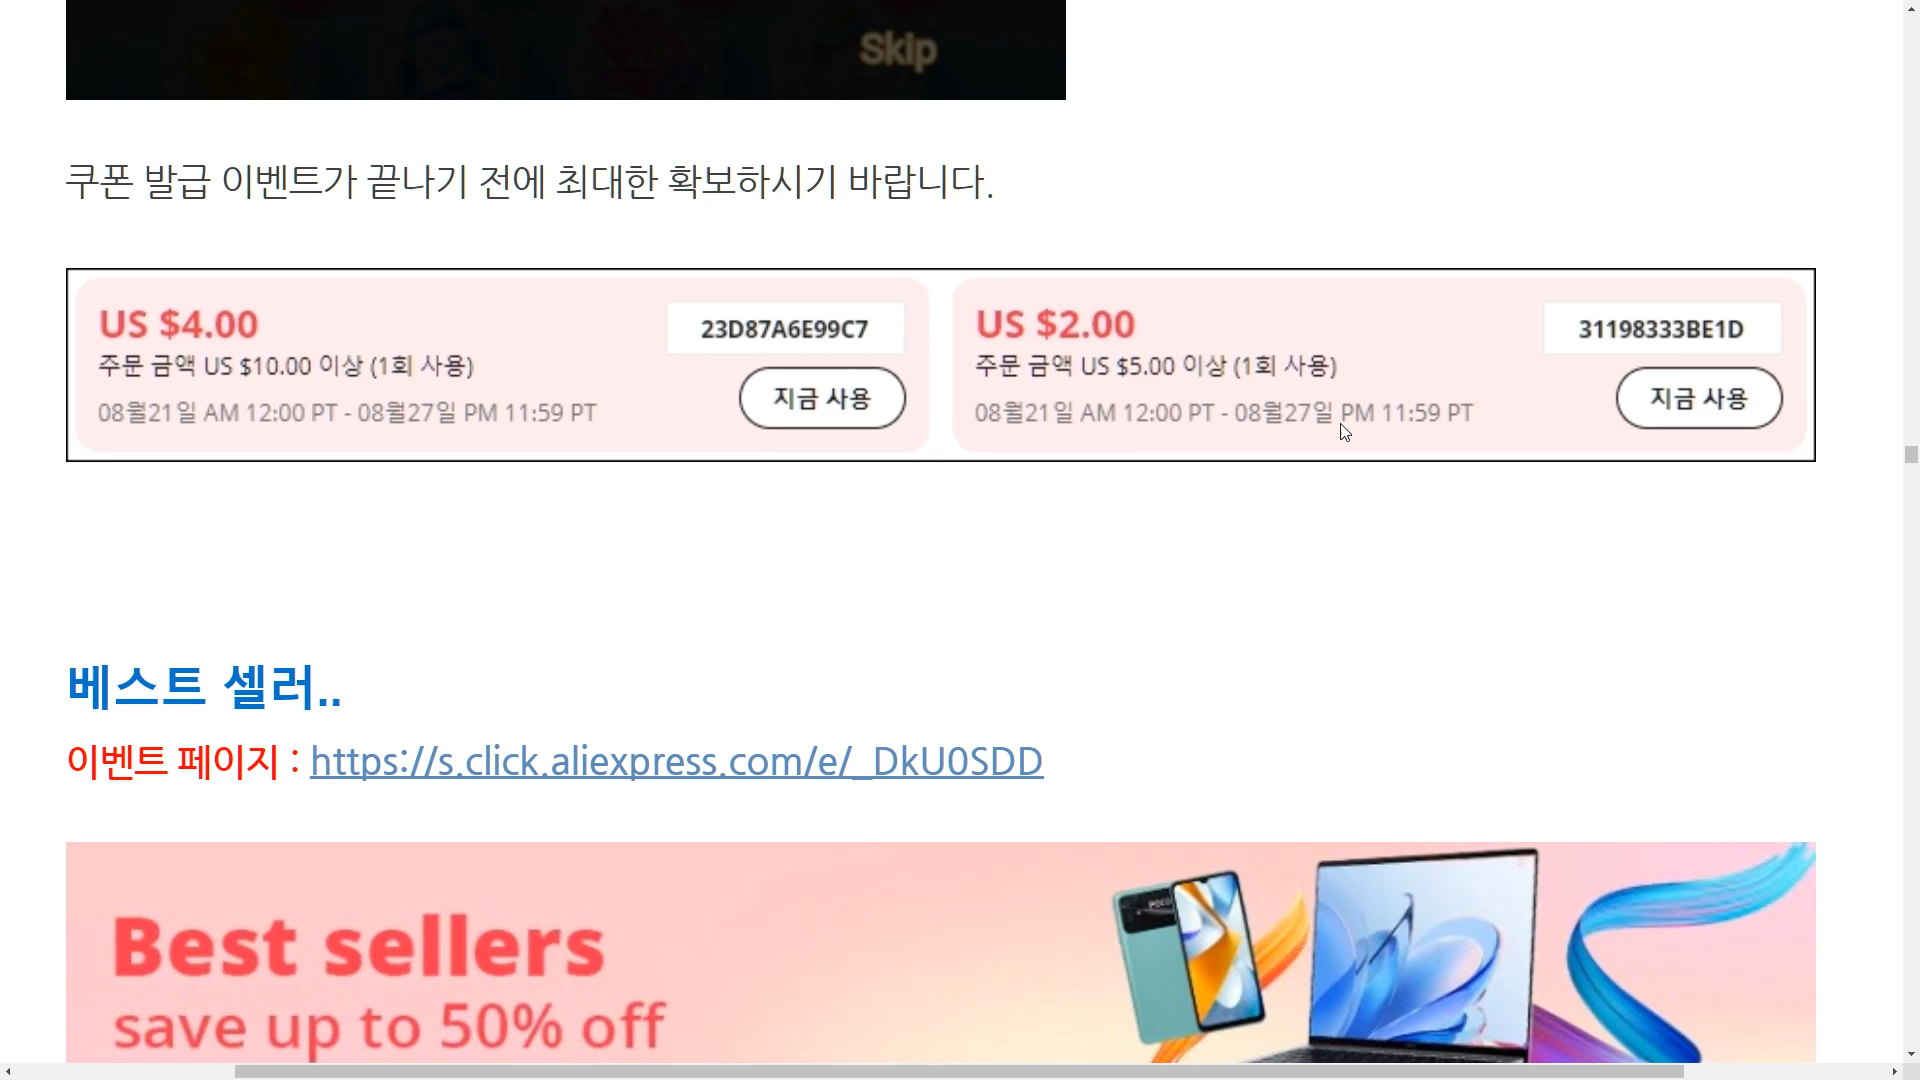 Skip
쿠폰 발급 이벤트가 끝나기 전에 최대한 확보하시기 바랍니다.
US $4.00
23D87A6E99C7
주문 금액 US $10.00 이상 (1회 사용)
08월21일 AM 12:00 PT - 08월27일 PM 11:59 PT
지금 사용
US $2.00
31198333BE1D
주문 금액 US $5.00 이상 (1회 사용)
08월21일 AM 12:00 PT - 08월27일 PM 11:59 PT
지금 사용
베스트 셀러..
이벤트 페이지 : https://s.click.aliexpress.com/e/_DkU0SDD
Best sellers
save up to 50% off
POCO